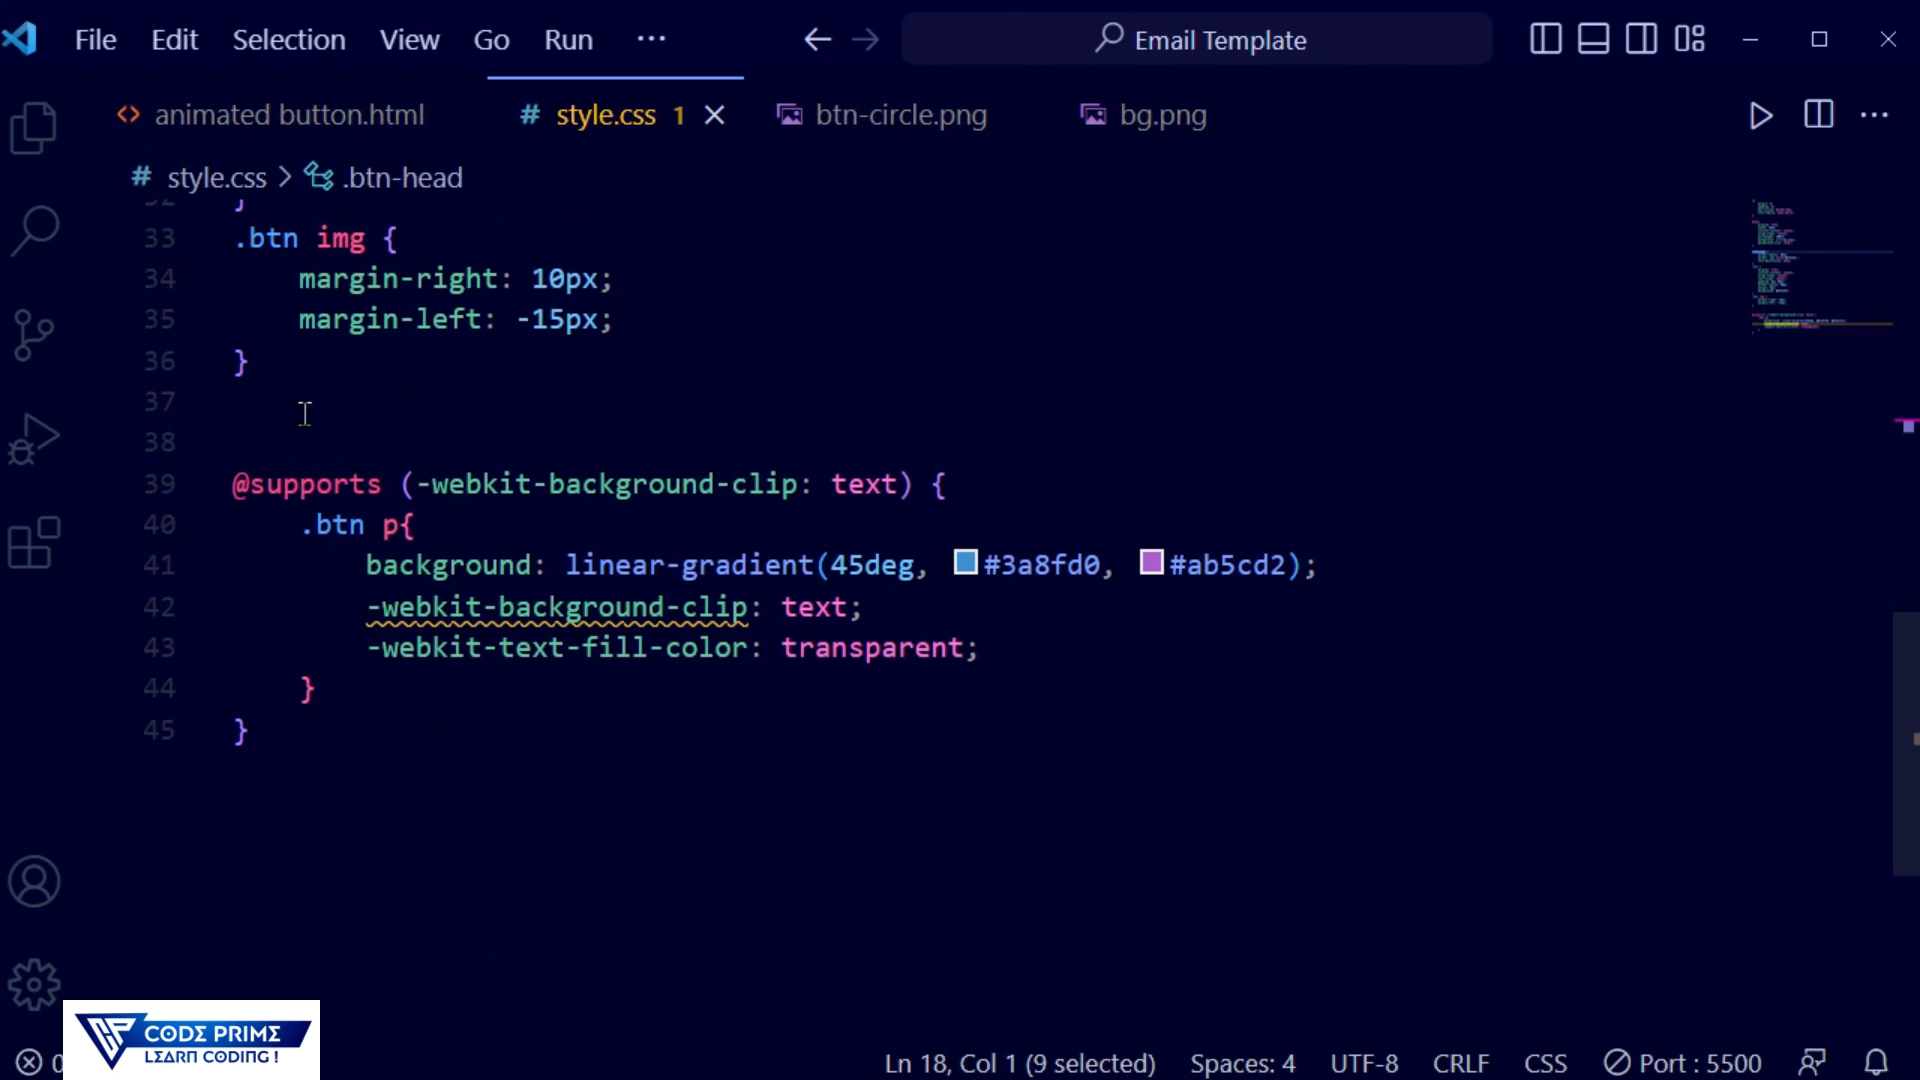 File Edit Selection View Go Run ··· Email Template
animated button.html # style.css 1 btn-circle.png bg.png
# style.css > .btn-head
32 }
33 .btn img {
34 margin-right: 10px;
35 margin-left: -15px;
36 }
37
38
39 @supports (-webkit-background-clip: text) {
40 .btn p{
41 background: linear-gradient(45deg, #3a8fd0, #ab5cd2);
42 -webkit-background-clip: text;
43 -webkit-text-fill-color: transparent;
44 }
45 }
CODE PRIME
LEARN CODING !
0 Ln 18, Col 1 (9 selected) Spaces: 4 UTF-8 CRLF CSS Port : 5500